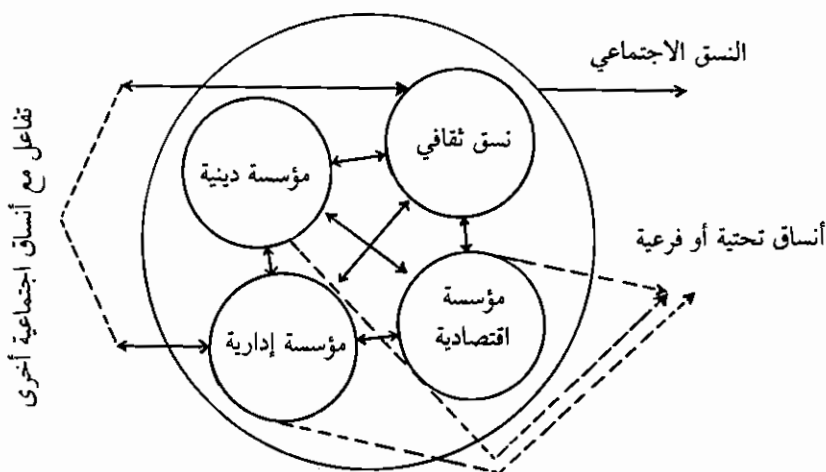 النسق الاجتماعي
نسق ثقافي
مؤسسة دينية
أنساق تحتية أو فرعية
مؤسسة
اقتصادية
مؤسسة إدارية
تفاعل مع أنساق اجتماعية أخرى